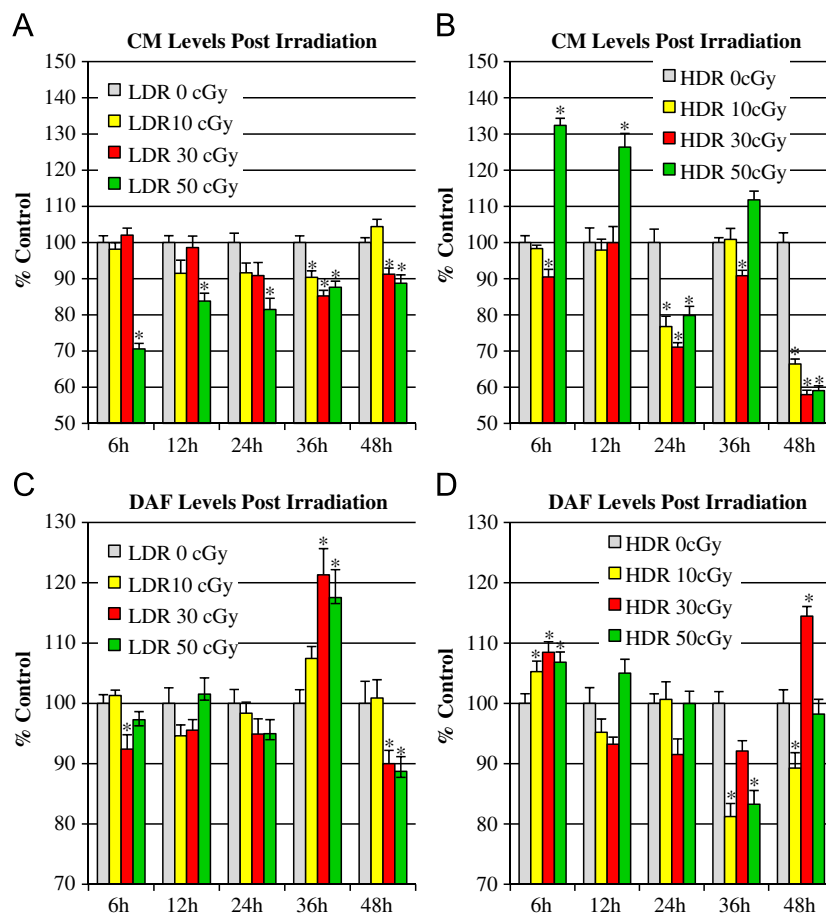 A
CM Levels Post Irradiation
% Control
150
140
130
120
110
100
90
80
70
60
50
LDR 0 cGy
LDR10 cGy
LDR 30 cGy
LDR 50 cGy
* * * * * * * *
6h 12h 24h 36h 48h
B
CM Levels Post Irradiation
% Control
150
140
130
120
110
100
90
80
70
60
50
HDR 0cGy
HDR 10cGy
HDR 30cGy
HDR 50cGy
* * * * * * * * * *
6h 12h 24h 36h 48h
C
DAF Levels Post Irradiation
% Control
130
120
110
100
90
80
70
LDR 0 cGy
LDR10 cGy
LDR 30 cGy
LDR 50 cGy
* * * * *
6h 12h 24h 36h 48h
D
DAF Levels Post Irradiation
% Control
130
120
110
100
90
80
70
HDR 0cGy
HDR 10cGy
HDR 30cGy
HDR 50cGy
* * * * * * *
6h 12h 24h 36h 48h